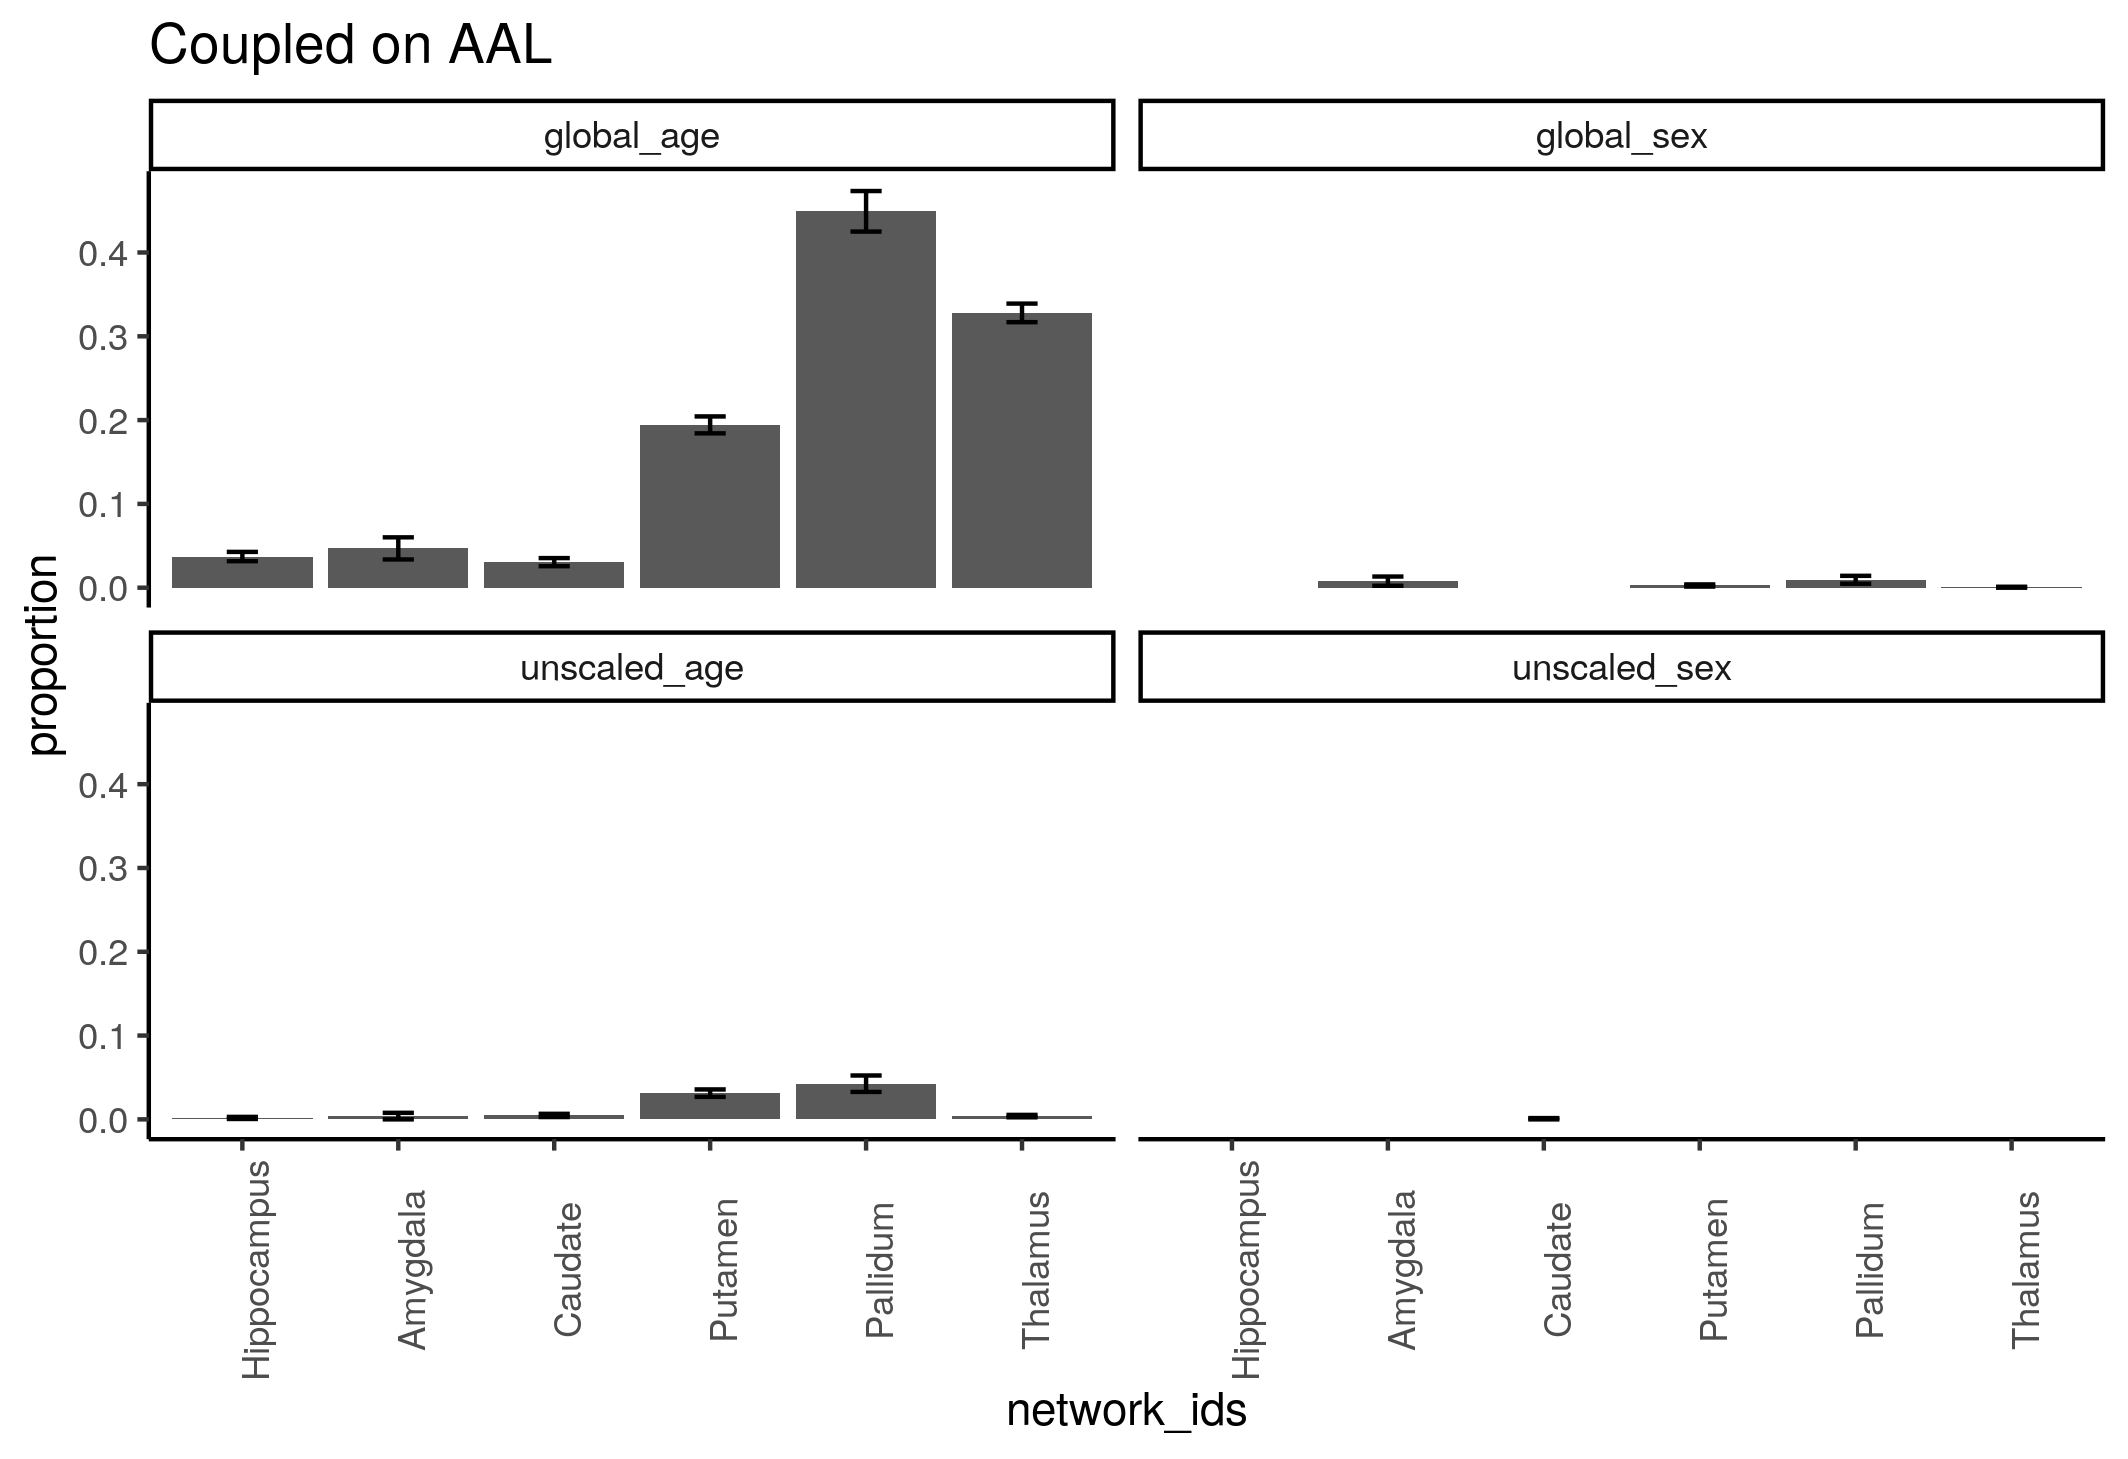 Coupled on AAL
global_age
global_sex
0.4
0.3
0.2
0.1
0.0
proportion
unscaled_age
unscaled_sex
0.4
0.3
0.2
0.1
0.0
Hippocampus
Amygdala
Caudate
Putamen
Pallidum
Thalamus
Hippocampus
Amygdala
Caudate
Putamen
Pallidum
Thalamus
network_ids